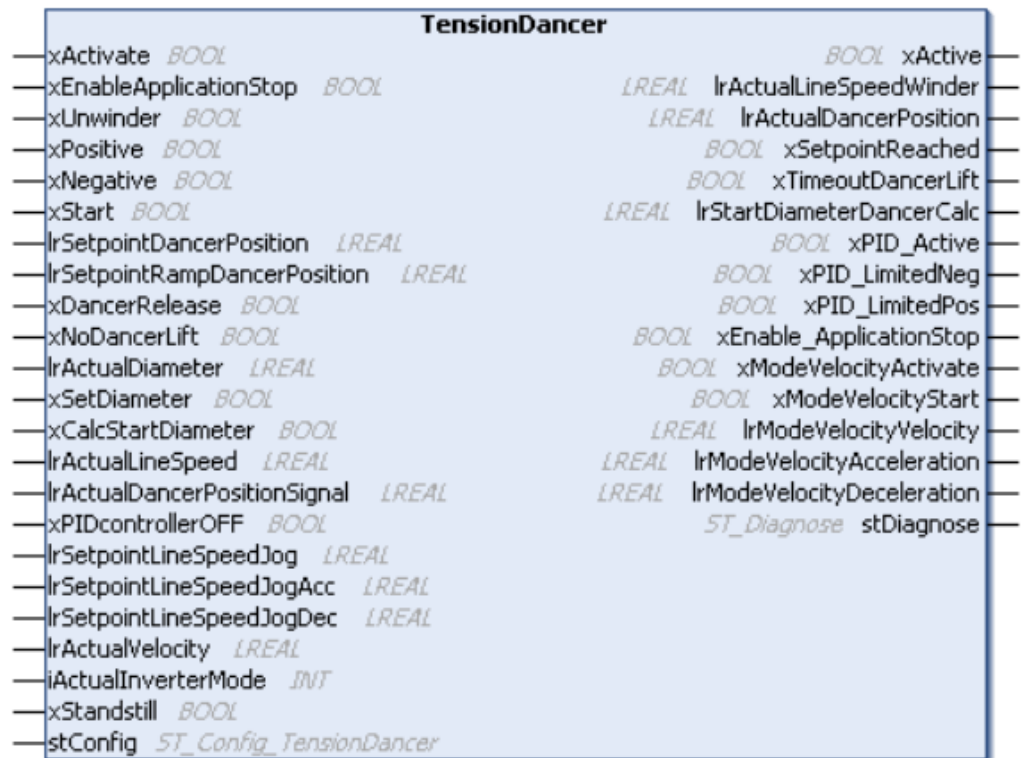 TensionDancer
xActivate BOOL BOOL xActive
xEnableApplicationStop BOOL LREAL lrActualLineSpeedWinder
xUnwinder BOOL LREAL lrActualDancerPosition
xPositive BOOL BOOL xSetpointReached
xNegative BOOL BOOL xTimeoutDancerLift
xStart BOOL LREAL lrStartDiameterDancerCalc
lrSetpointDancerPosition LREAL BOOL xPID_Active
lrSetpointRampDancerPosition LREAL BOOL xPID_LimitedNeg
xDancerRelease BOOL BOOL xPID_LimitedPos
xNoDancerLift BOOL BOOL xEnable_ApplicationStop
lrActualDiameter LREAL BOOL xModeVelocityActivate
xSetDiameter BOOL BOOL xModeVelocityStart
xCalcStartDiameter BOOL LREAL lrModeVelocityVelocity
lrActualLineSpeed LREAL LREAL lrModeVelocityAcceleration
lrActualDancerPositionSignal LREAL LREAL lrModeVelocityDeceleration
xPIDcontrollerOFF BOOL ST_Diagnose stDiagnose
lrSetpointLineSpeedJog LREAL
lrSetpointLineSpeedJogAcc LREAL
lrSetpointLineSpeedJogDec LREAL
lrActualVelocity LREAL
iActualInverterMode INT
xStandstill BOOL
stConfig ST_Config_TensionDancer